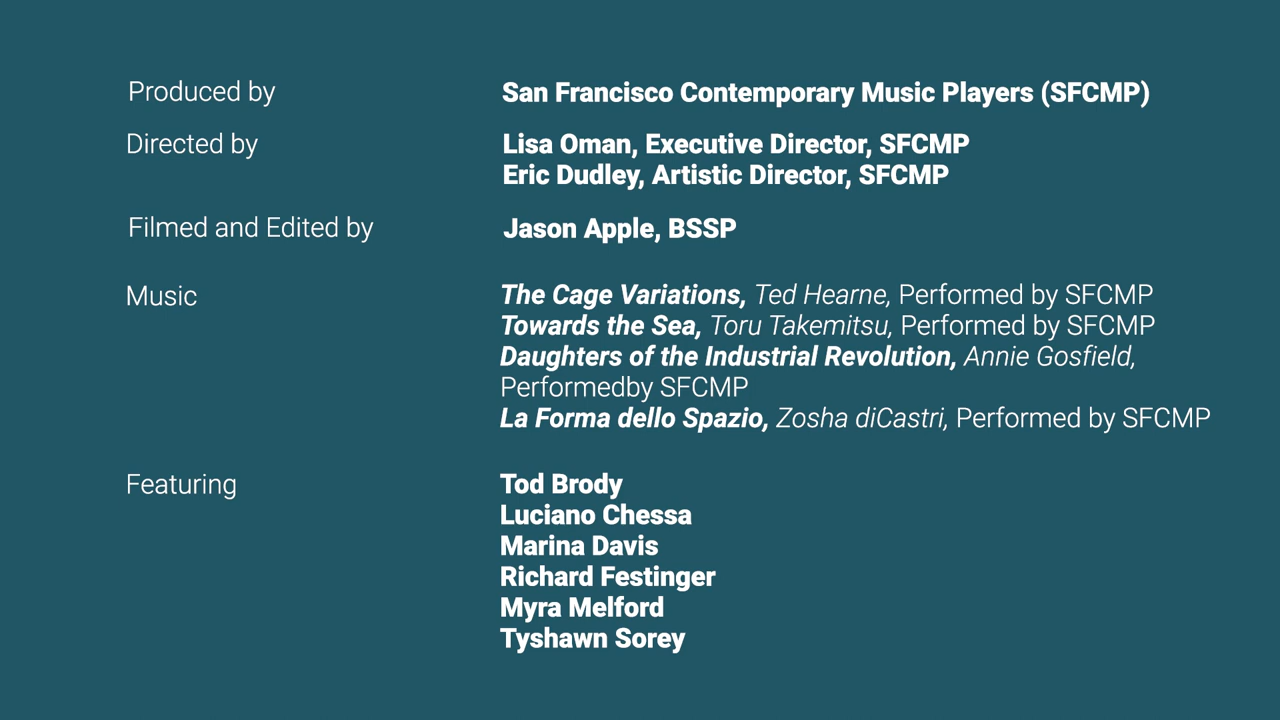 Produced by San Francisco Contemporary Music Players (SFCMP)
Directed by Lisa Oman, Executive Director, SFCMP
Eric Dudley, Artistic Director, SFCMP
Filmed and Edited by Jason Apple, BSSP
Music The Cage Variations, Ted Hearne, Performed by SFCMP
Towards the Sea, Toru Takemitsu, Performed by SFCMP
Daughters of the Industrial Revolution, Annie Gosfield,
Performedby SFCMP
La Forma dello Spazio, Zosha diCastri, Performed by SFCMP
Featuring Tod Brody
Luciano Chessa
Marina Davis
Richard Festinger
Myra Melford
Tyshawn Sorey